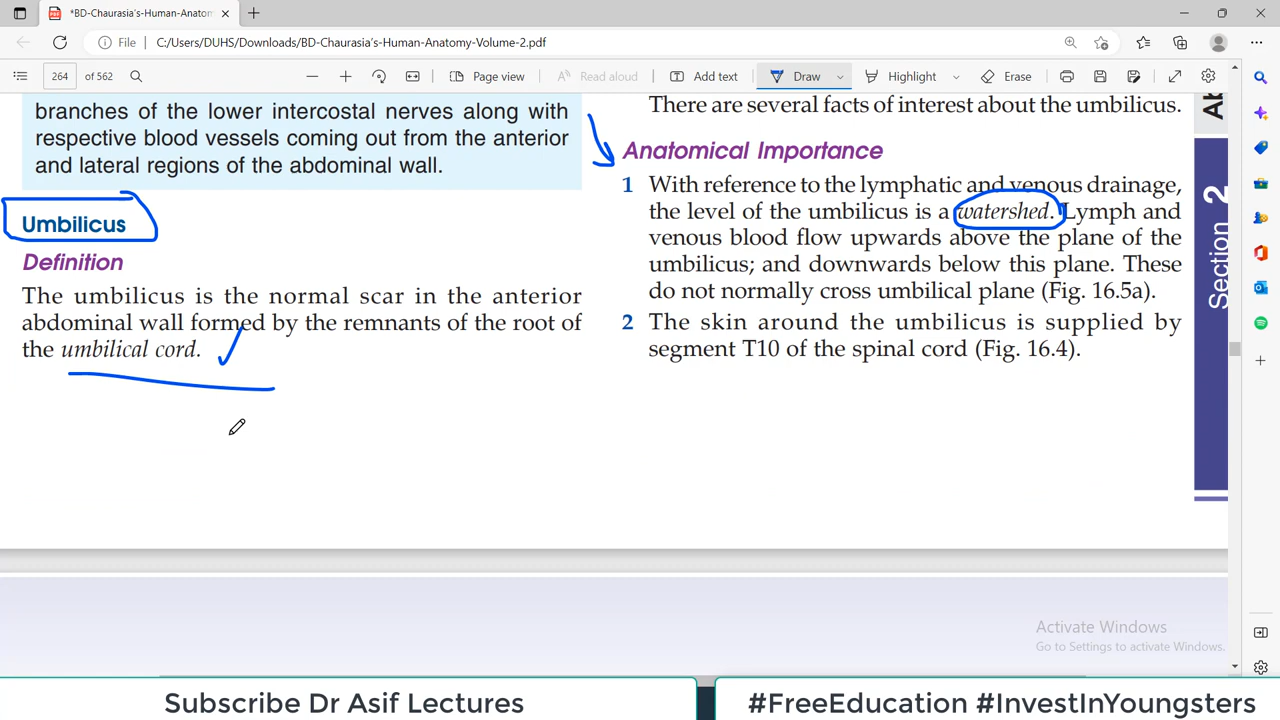 *BD-Chaurasia's-Human-Anatom
File
C:/Users/DUHS/Downloads/BD-Chaurasia's-Human-Anatomy-Volume-2.pdf
264 of 562
Page view
Read aloud
Add text
Draw
Highlight
Erase
branches of the lower intercostal nerves along with
respective blood vessels coming out from the anterior
and lateral regions of the abdominal wall.
Umbilicus
Definition
The umbilicus is the normal scar in the anterior
abdominal wall formed by the remnants of the root of
the umbilical cord.
There are several facts of interest about the umbilicus.
Anatomical Importance
1 With reference to the lymphatic and venous drainage,
the level of the umbilicus is a watershed. Lymph and
venous blood flow upwards above the plane of the
umbilicus; and downwards below this plane. These
do not normally cross umbilical plane (Fig. 16.5a).
2 The skin around the umbilicus is supplied by
segment T10 of the spinal cord (Fig. 16.4).
Ab
Section 2
Activate Windows
Go to Settings to activate Windows.
Subscribe Dr Asif Lectures
#FreeEducation #InvestInYoungsters